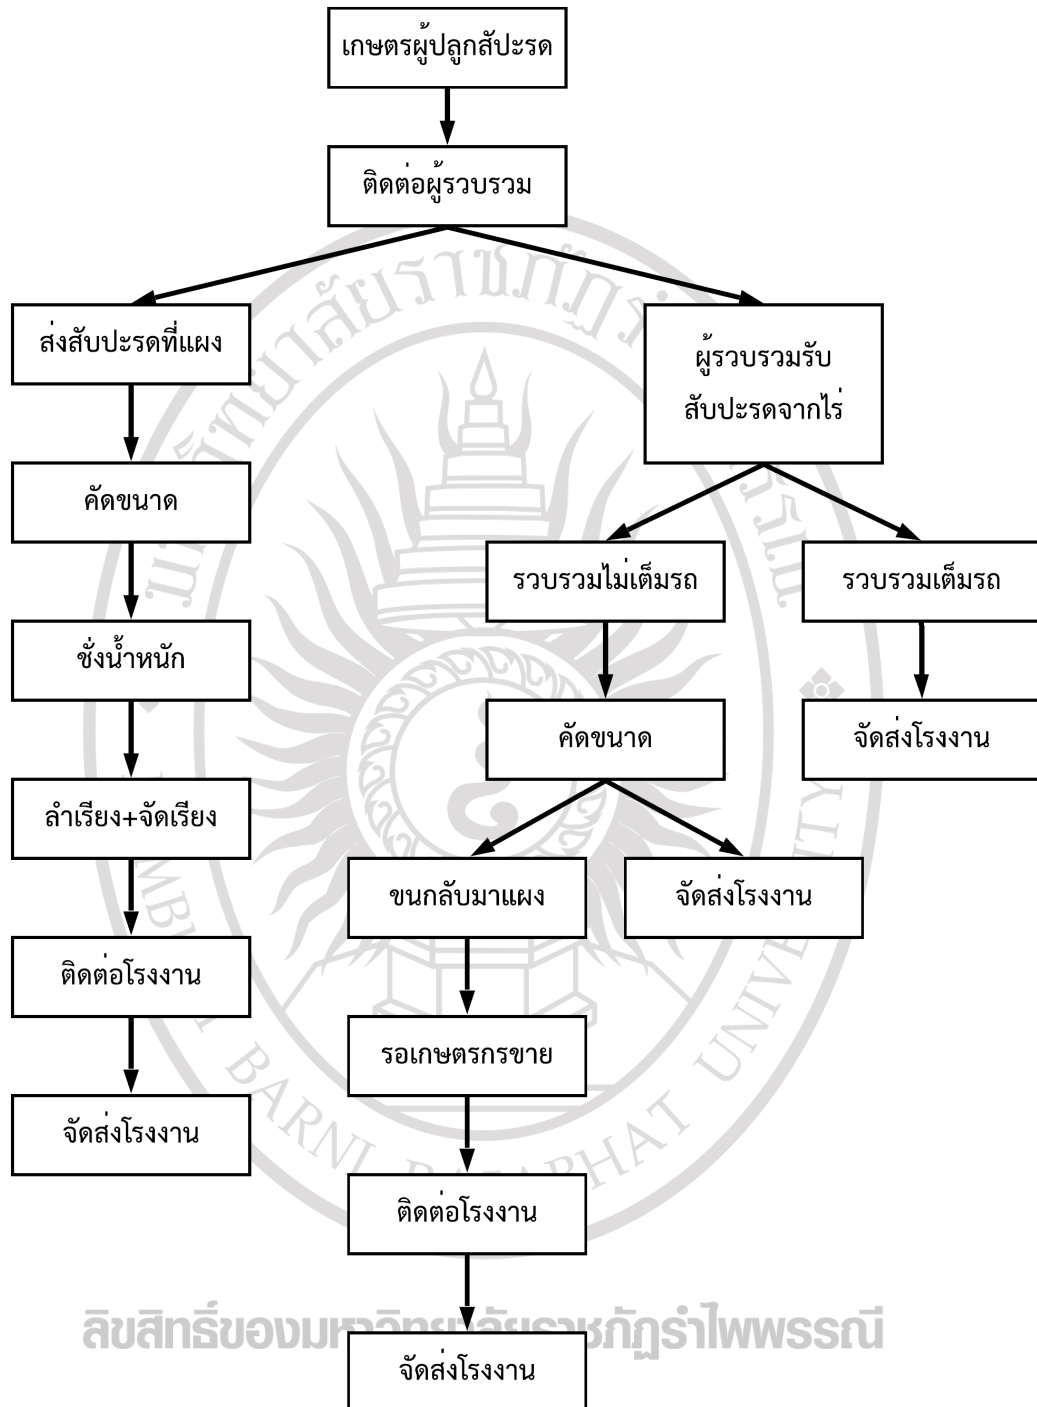 เกษตรผู้ปลูกสัปะรด
ติดต่อผู้รวบรวม
ส่งสับปะรดที่แผง
ผู้รวบรวมรับ
สับปะรดจากไร่
คัดขนาด
รวบรวมไม่เต็มรถ
รวบรวมเต็มรถ
ชั่งน้ำหนัก
คัดขนาด
จัดส่งโรงงาน
ลำเรียง+จัดเรียง
ขนกลับมาแผง
จัดส่งโรงงาน
ติดต่อโรงงาน
รอเกษตรกรขาย
จัดส่งโรงงาน
ติดต่อโรงงาน
จัดส่งโรงงาน
ลิขสิทธิ์ของมหาวิทยาลัยราชภัฏรำไพพรรณี